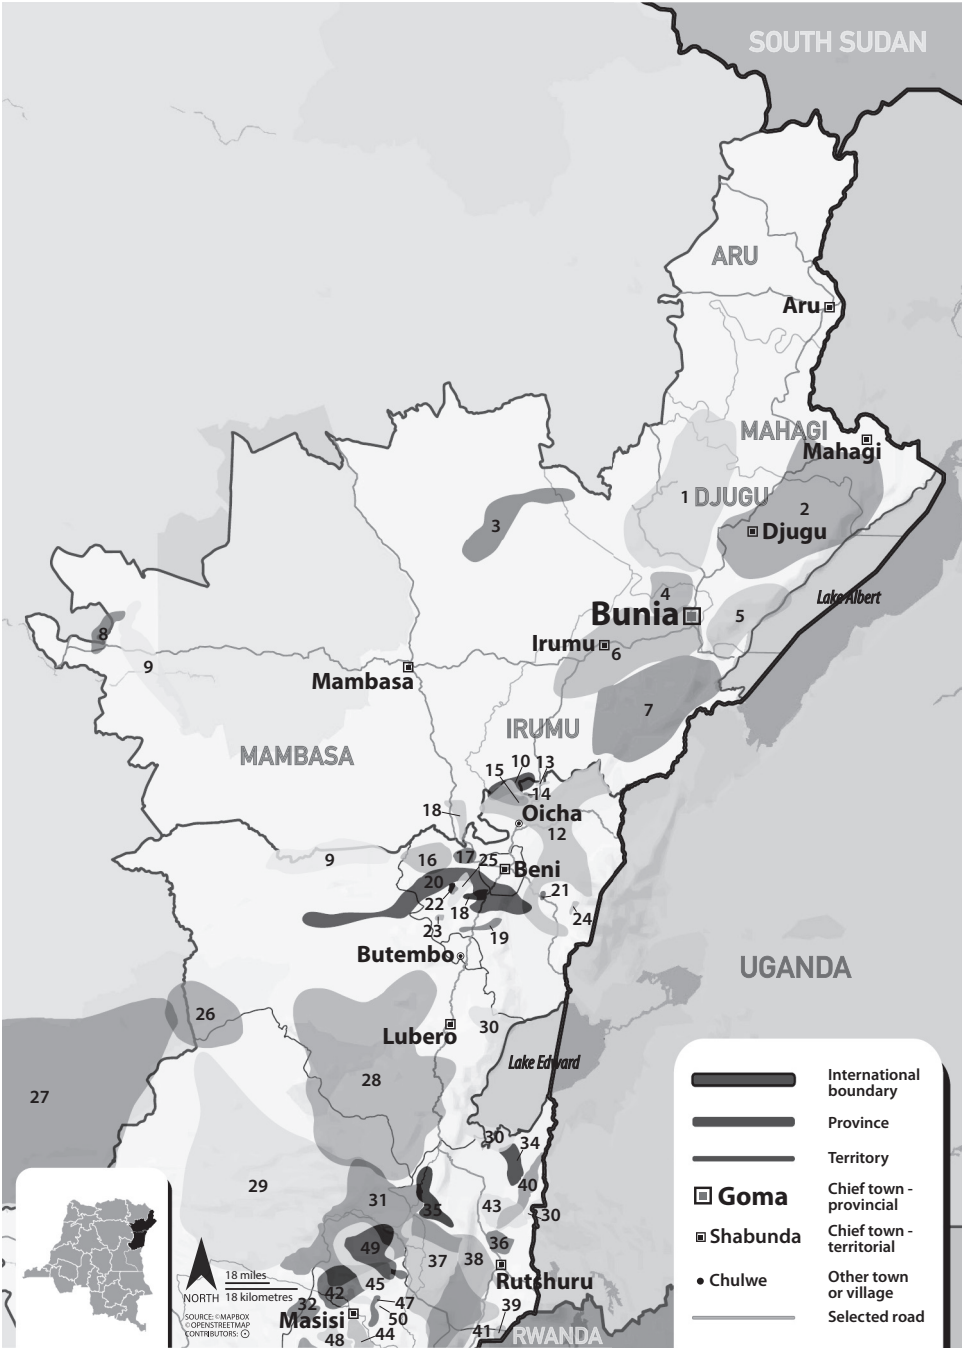 SOUTH SUDAN
ARU
Aru
MAHAGI
Mahagi
1
DJUGU
2
Djugu
3
4
Lake Albert
Bunia
5
8
Irumu
6
9
Mambasa
7
IRUMU
MAMBASA
10
13
15
14
18
Oicha
12
9
16
17
25
Beni
20
21
22
18
24
23
19
Butembo
UGANDA
26
30
Lubero
Lake Edward
28
27
30
34
29
31
40
35
43
30
36
49
37
38
45
42
Rutshuru
32
47
39
Masisi
50
44
41
48
RWANDA
International
boundary
Province
Territory
Goma
Chief town -
provincial
Shabunda
Chief town -
territorial
Chulwe
Other town
or village
Selected road
NORTH
18 miles
18 kilometres
SOURCE: ©MAPBOX
©OPENSTREETMAP
CONTRIBUTORS: